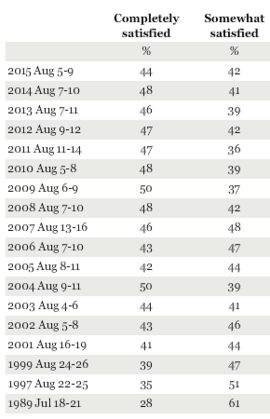 Completely satisfied Somewhat satisfied
% %
2015 Aug 5-9 44 42
2014 Aug 7-10 48 41
2013 Aug 7-11 46 39
2012 Aug 9-12 47 42
2011 Aug 11-14 47 36
2010 Aug 5-8 48 39
2009 Aug 6-9 50 37
2008 Aug 7-10 48 42
2007 Aug 13-16 46 48
2006 Aug 7-10 43 47
2005 Aug 8-11 42 44
2004 Aug 9-11 50 39
2003 Aug 4-6 44 41
2002 Aug 5-8 43 46
2001 Aug 16-19 41 44
1999 Aug 24-26 39 47
1997 Aug 22-25 35 51
1989 Jul 18-21 28 61